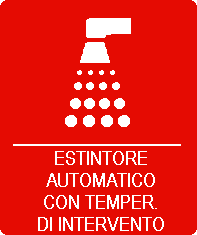 ESTINTORE
AUTOMATICO
CON TEMPER.
DI INTERVENTO